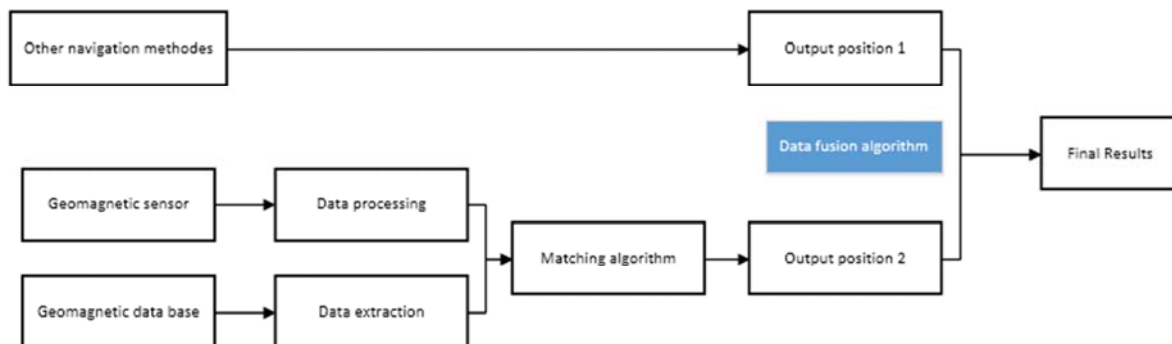 Other navigation methodes
Output position 1
Data fusion algorithm
Final Results
Geomagnetic sensor
Data processing
Matching algorithm
Output position 2
Geomagnetic data base
Data extraction